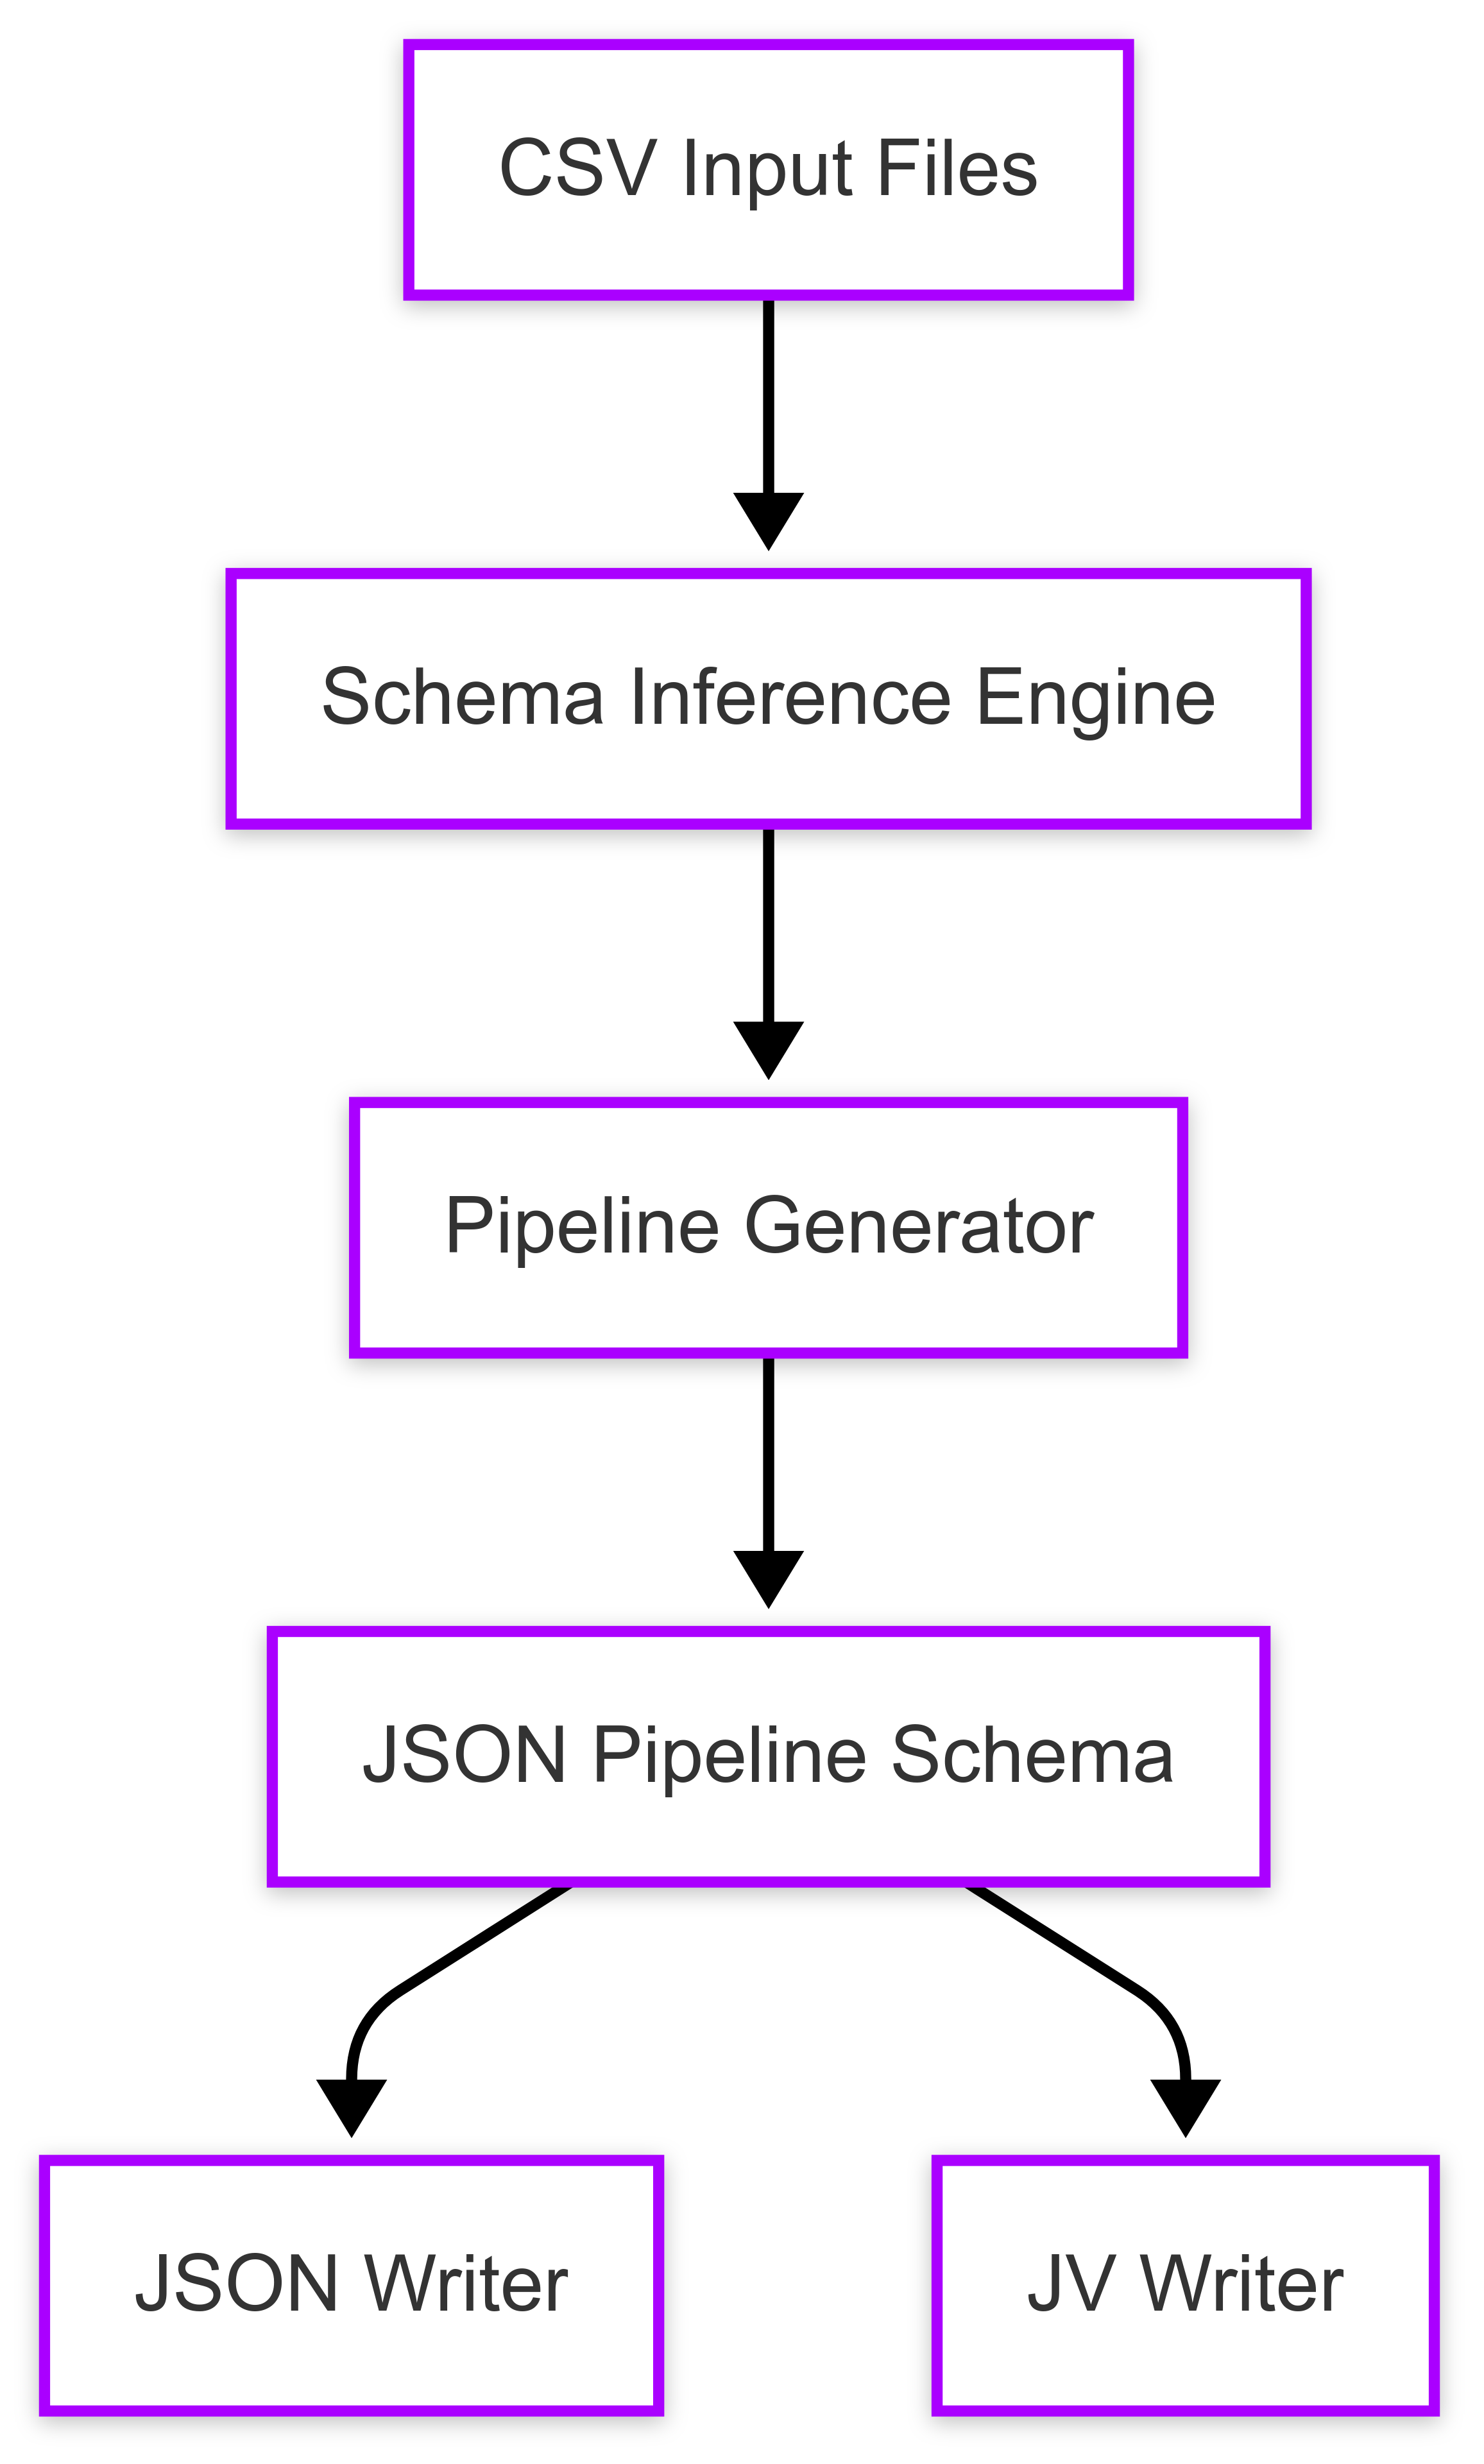 CSV Input Files
Schema Inference Engine
Pipeline Generator
JSON Pipeline Schema
JSON Writer
JV Writer